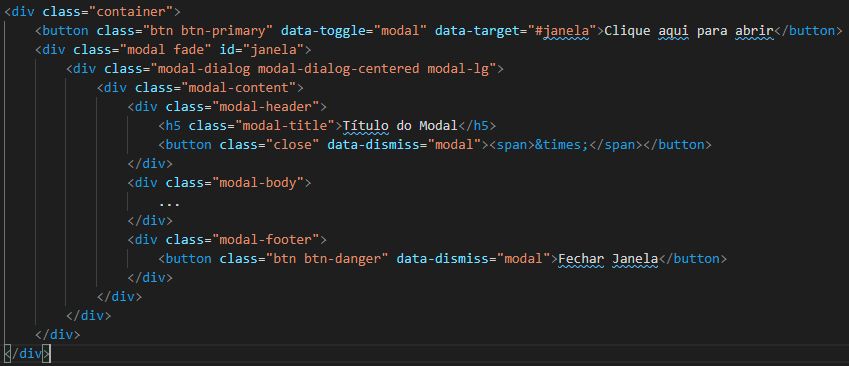 <div class="container">
<button class="btn btn-primary" data-toggle="modal" data-target="#janela">Clique aqui para abrir</button>
<div class="modal fade" id="janela">
<div class="modal-dialog modal-dialog-centered modal-lg">
<div class="modal-content">
<div class="modal-header">
<h5 class="modal-title">Título do Modal</h5>
<button class="close" data-dismiss="modal"><span>&times;</span></button>
</div>
<div class="modal-body">
...
</div>
<div class="modal-footer">
<button class="btn btn-danger" data-dismiss="modal">Fechar Janela</button>
</div>
</div>
</div>
</div>
</div>